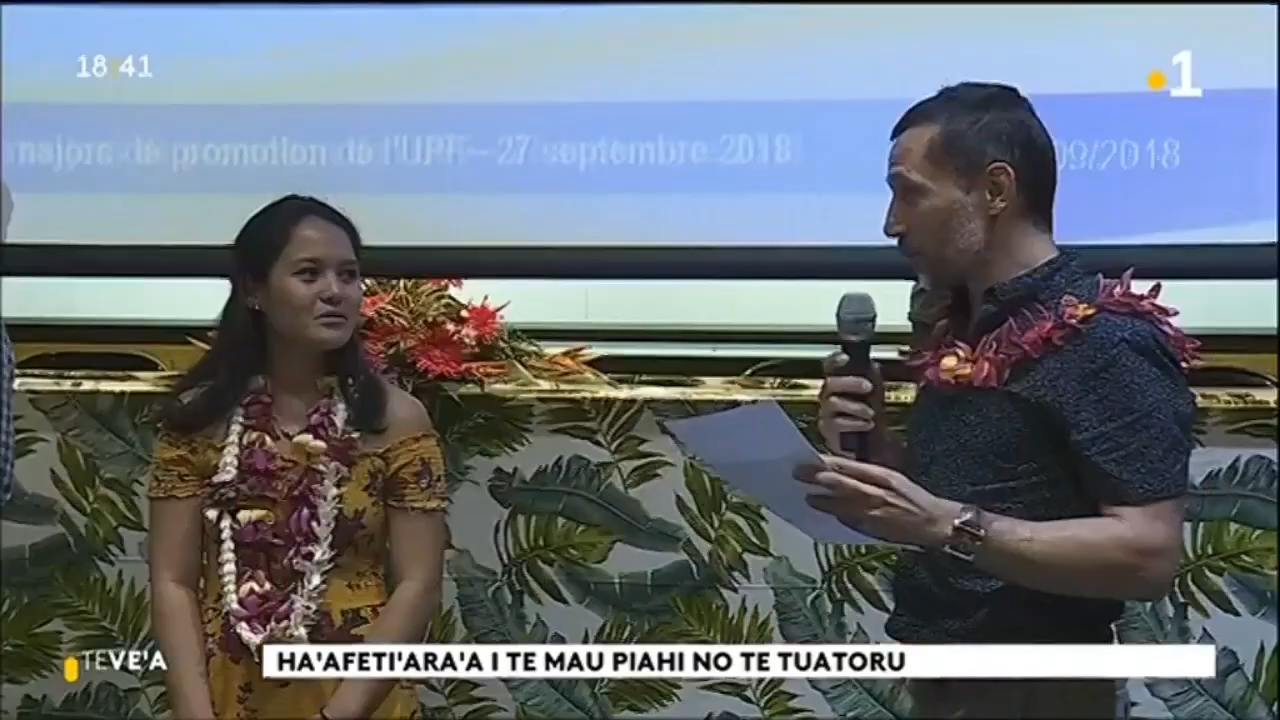 18:41
1
majors de promotion de l'UPF – 27 septembre 2018
09/2018
TEVE'A
HA'AFETI'ARA'A I TE MAU PIAHI NO TE TUATORU